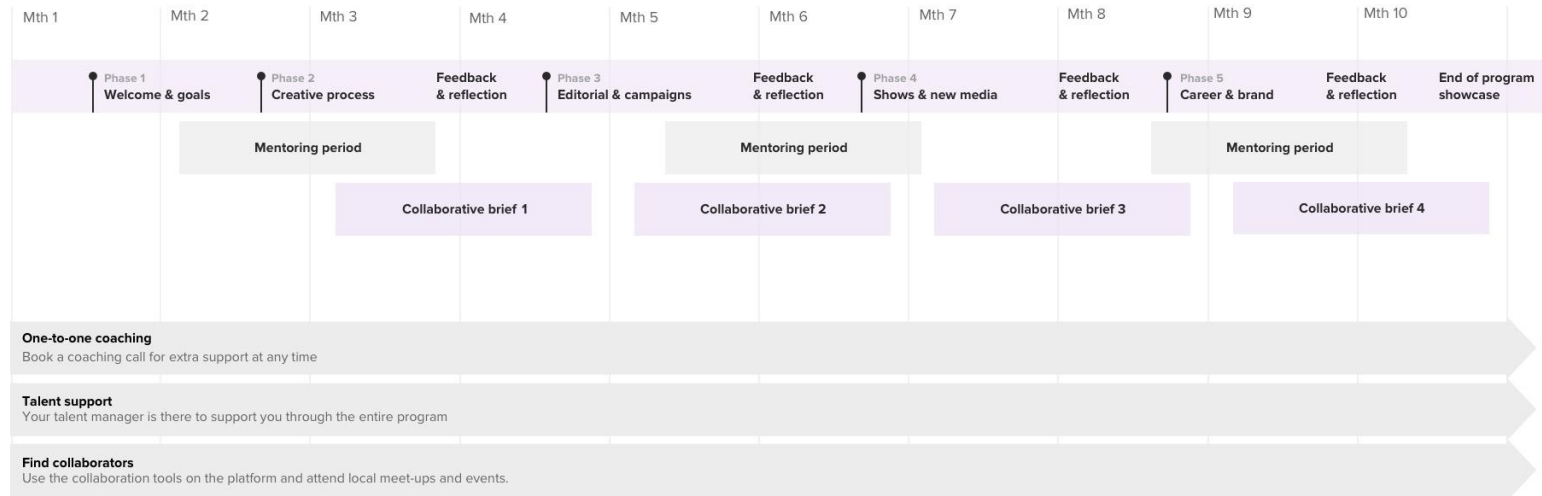 Mth 1
Mth 2
Mth 3
Mth 4
Mth 5
Mth 6
Mth 7
Mth 8
Mth 9
Mth 10
Phase 1
Welcome & goals
Phase 2
Creative process
Feedback
& reflection
Phase 3
Editorial & campaigns
Feedback
& reflection
Phase 4
Shows & new media
Feedback
& reflection
Phase 5
Career & brand
Feedback
& reflection
End of program
showcase
Mentoring period
Mentoring period
Mentoring period
Collaborative brief 1
Collaborative brief 2
Collaborative brief 3
Collaborative brief 4
One-to-one coaching
Book a coaching call for extra support at any time
Talent support
Your talent manager is there to support you through the entire program
Find collaborators
Use the collaboration tools on the platform and attend local meet-ups and events.